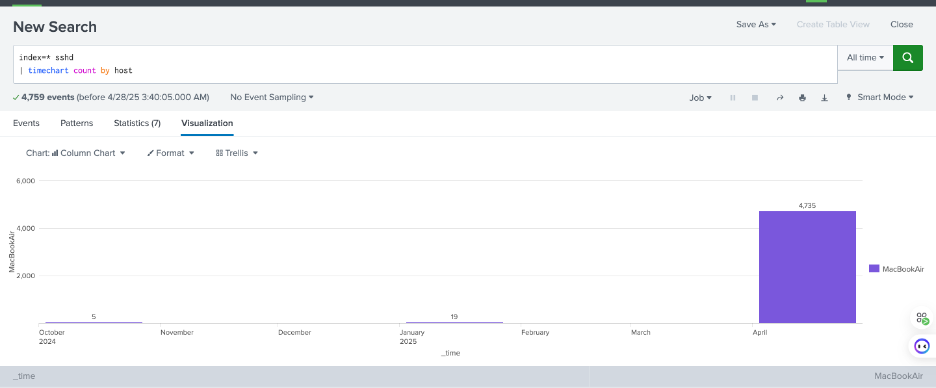 New Search
Save As
Create Table View
Close
index=* sshd
| timechart count by host
All time
4,759 events (before 4/28/25 3:40:05.000 AM)
No Event Sampling
Job
Smart Mode
Events
Patterns
Statistics (7)
Visualization
Chart: Column Chart
Format
Trellis
6,000
4,000
2,000
MacBookAir
5
19
4,735
MacBookAir
October
2024
November
December
January
2025
February
March
April
_time
_time
MacBookAir